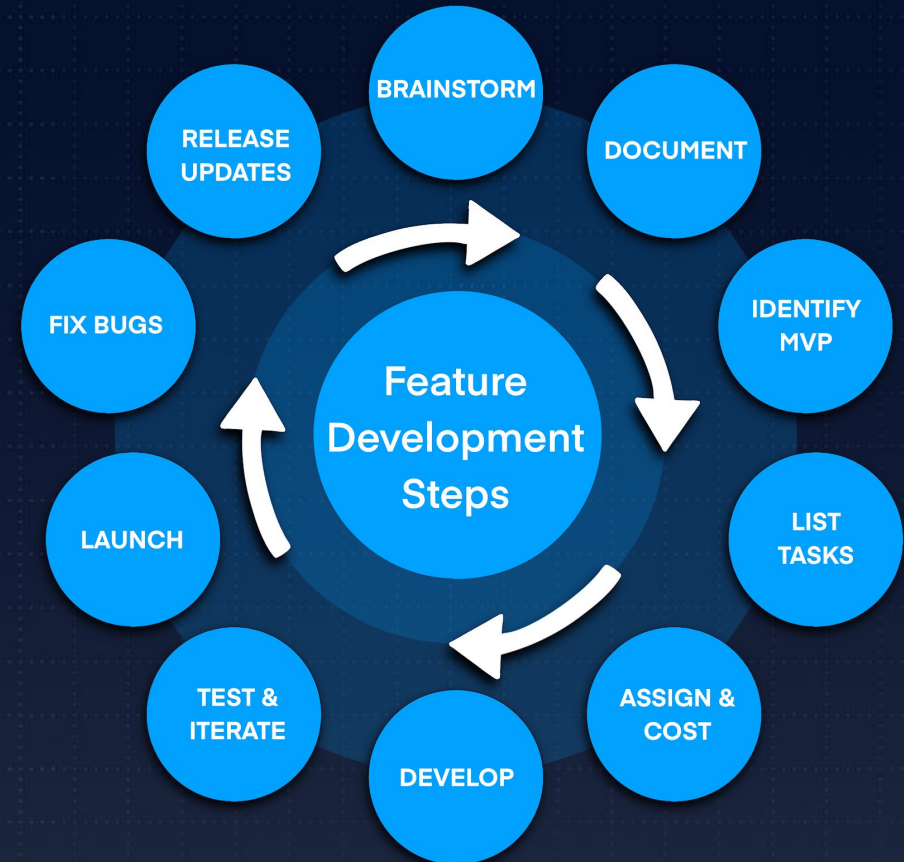 BRAINSTORM
DOCUMENT
IDENTIFY
MVP
LIST
TASKS
ASSIGN &
COST
DEVELOP
TEST &
ITERATE
LAUNCH
FIX BUGS
RELEASE
UPDATES
Feature
Development
Steps